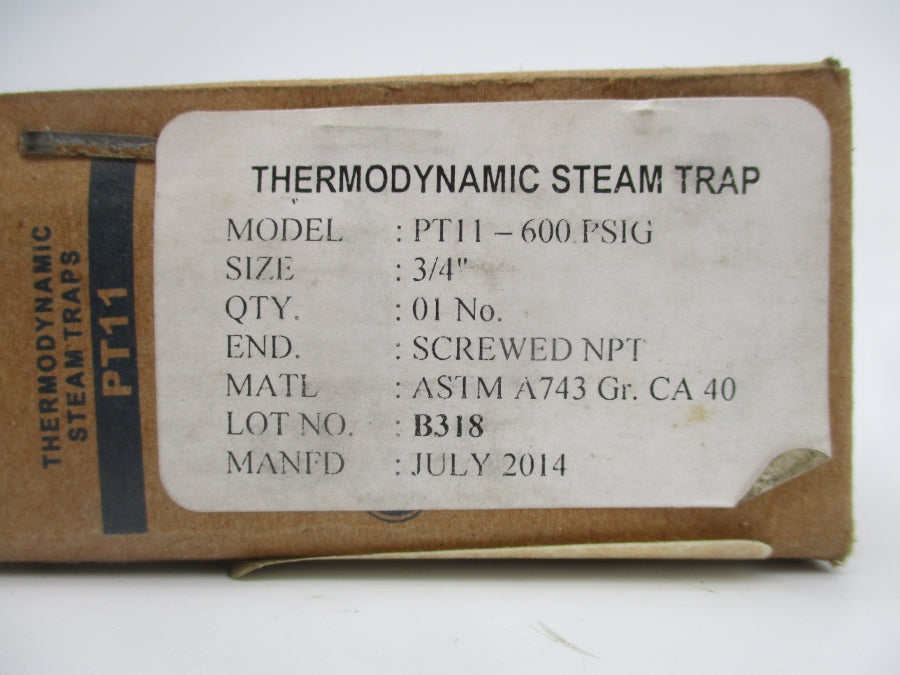 THERMODYNAMIC STEAM TRAP
MODEL : PT11 – 600 PSIG
SIZE : 3/4"
QTY. : 01 No.
END. : SCREWED NPT
MATL : ASTM A743 Gr. CA 40
LOT NO. : B318
MANFD : JULY 2014
THERMODYNAMIC
STEAM TRAPS
PT11